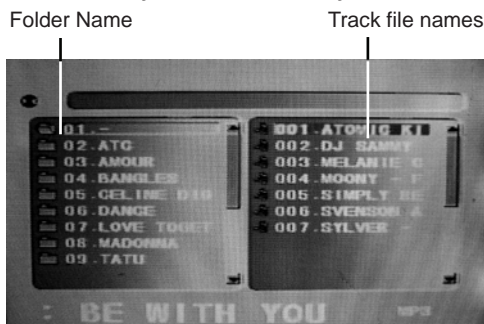 Folder Name
Track file names
01.-
02.ATC
03.AMOUR
04.BANGLES
05.CELINE DIO
06.DANCE
07.LOVE TOGET
08.MADONNA
09.TATU
001.ATOMIC KI
002.DJ SAMMY
003.MELANIE C
004.MOONY - F
005.SIMPLY RE
006.SVENSON A
007.SYLVER -
: BE WITH YOU
MP3